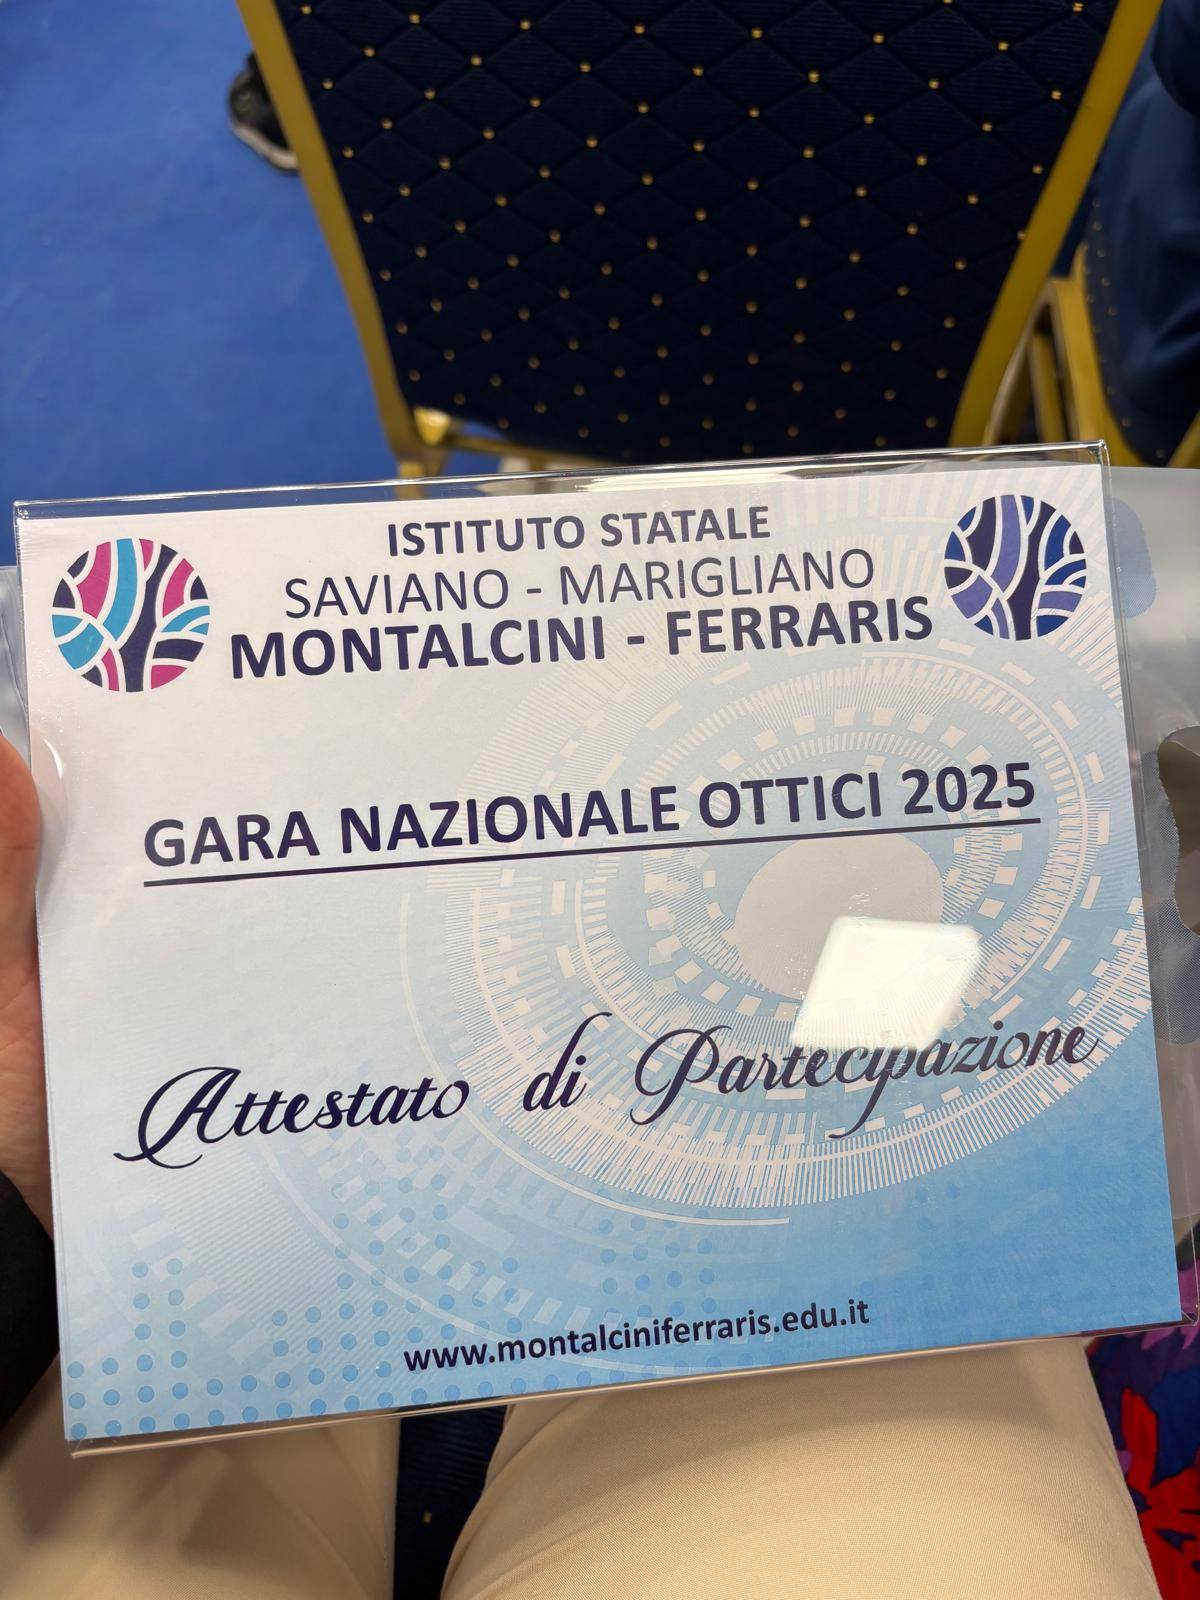 ISTITUTO STATALE
SAVIANO - MARIGLIANO
MONTALCINI - FERRARIS
GARA NAZIONALE OTTICI 2025
Attestato di Partecipazione
www.montalciniferraris.edu.it